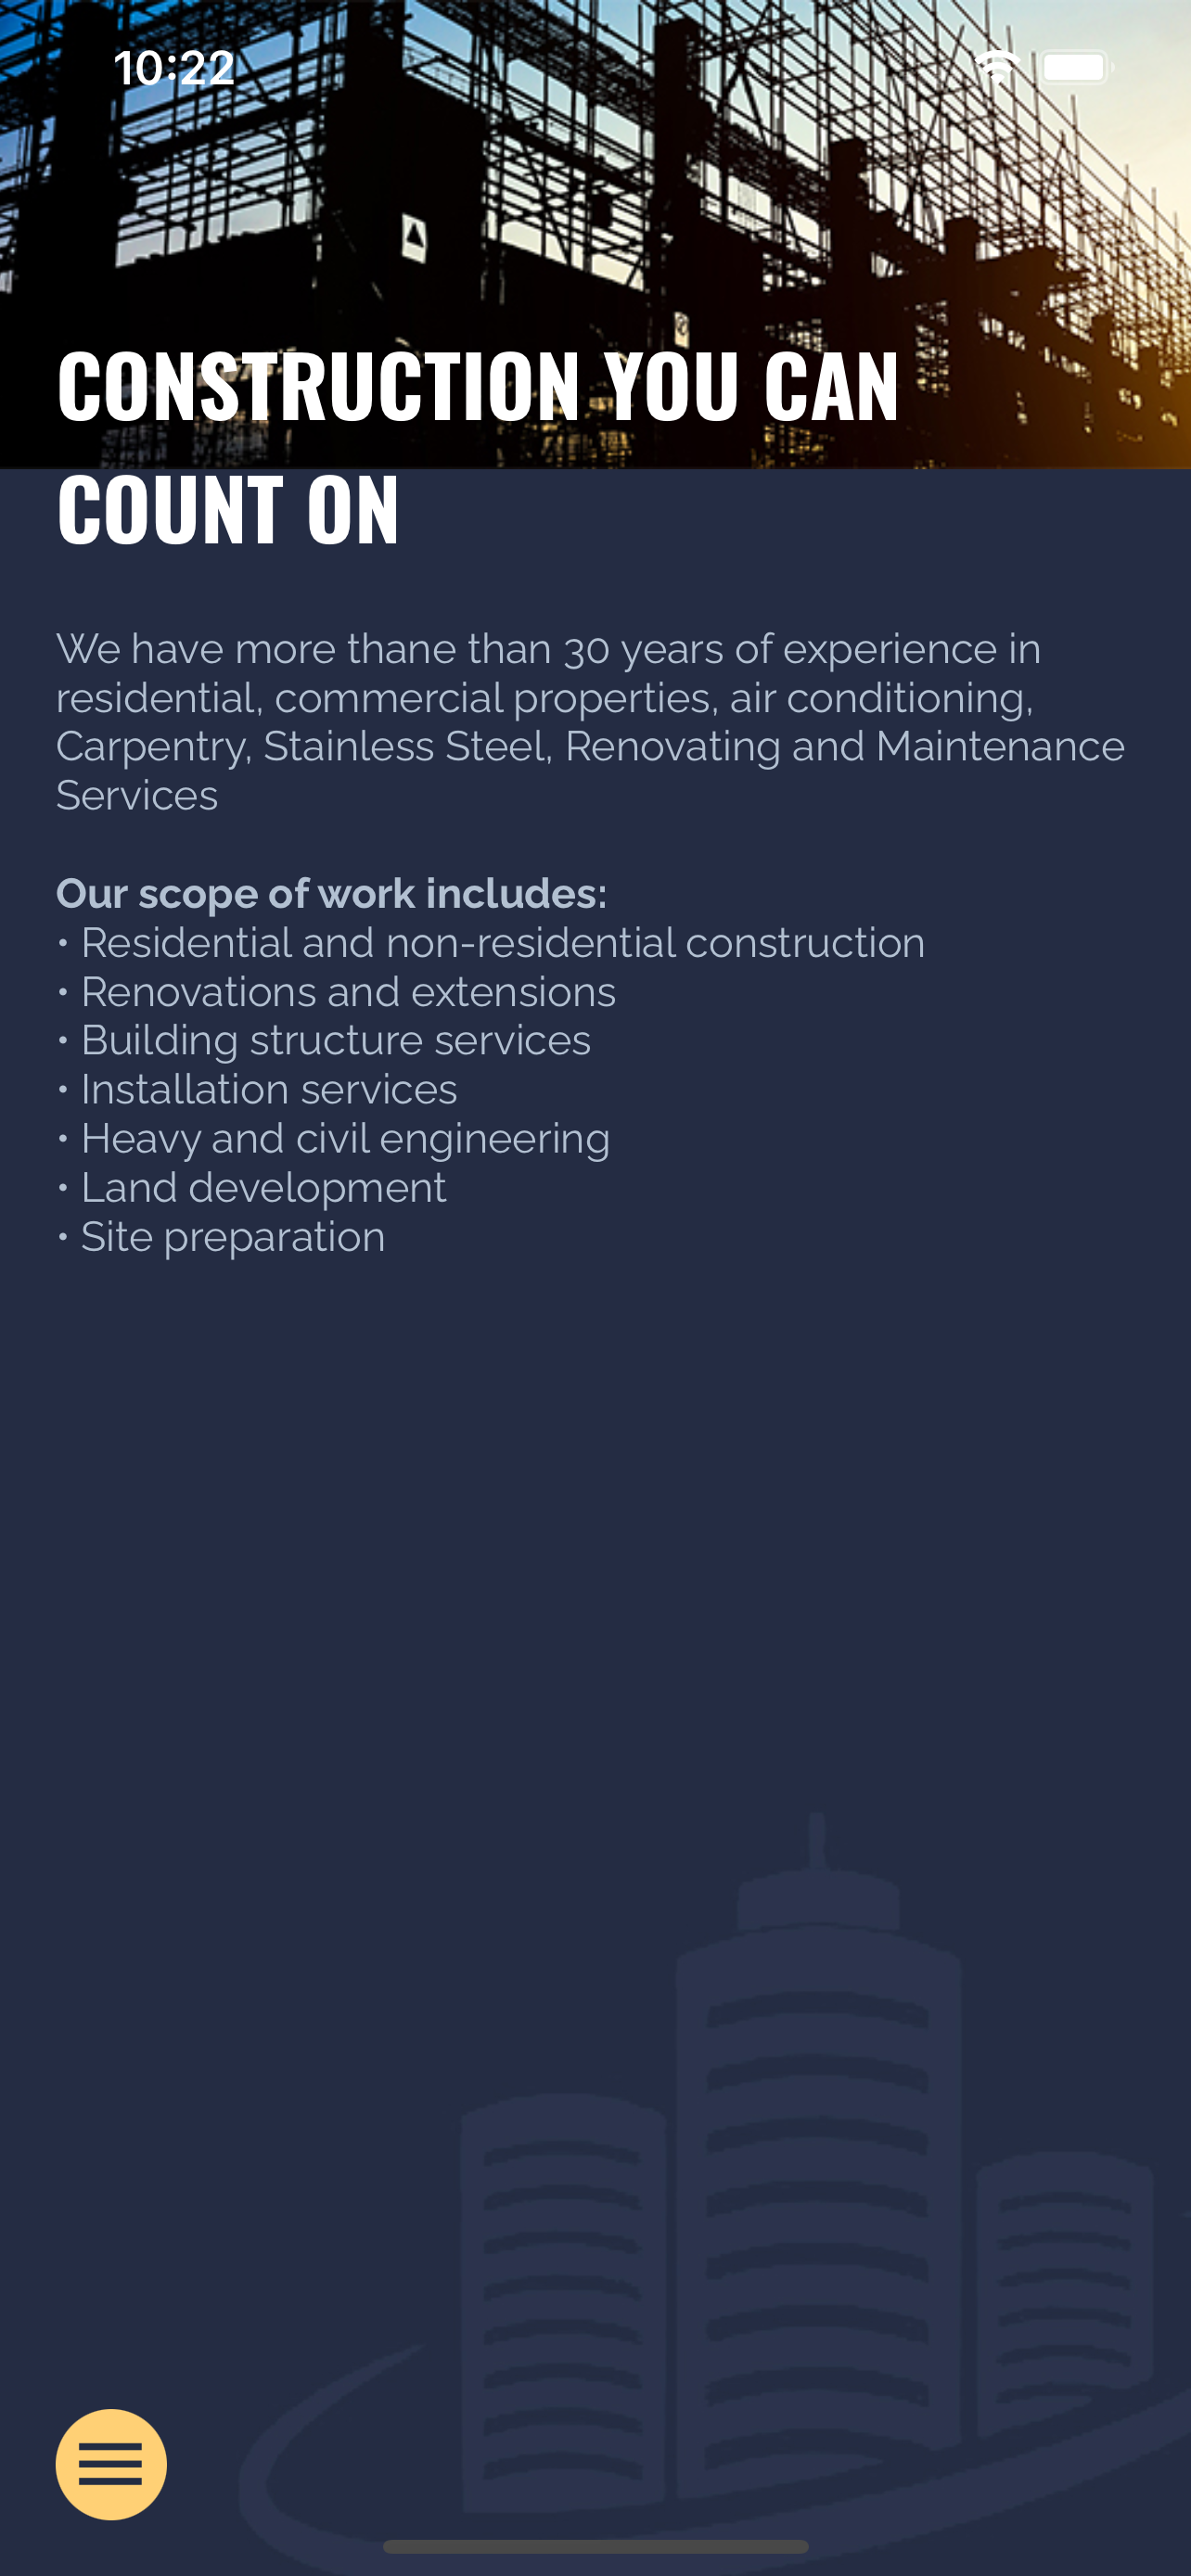 10:22
CONSTRUCTION YOU CAN
COUNT ON
We have more thane than 30 years of experience in
residential, commercial properties, air conditioning,
Carpentry, Stainless Steel, Renovating and Maintenance
Services
Our scope of work includes:
• Residential and non-residential construction
• Renovations and extensions
• Building structure services
• Installation services
• Heavy and civil engineering
• Land development
• Site preparation